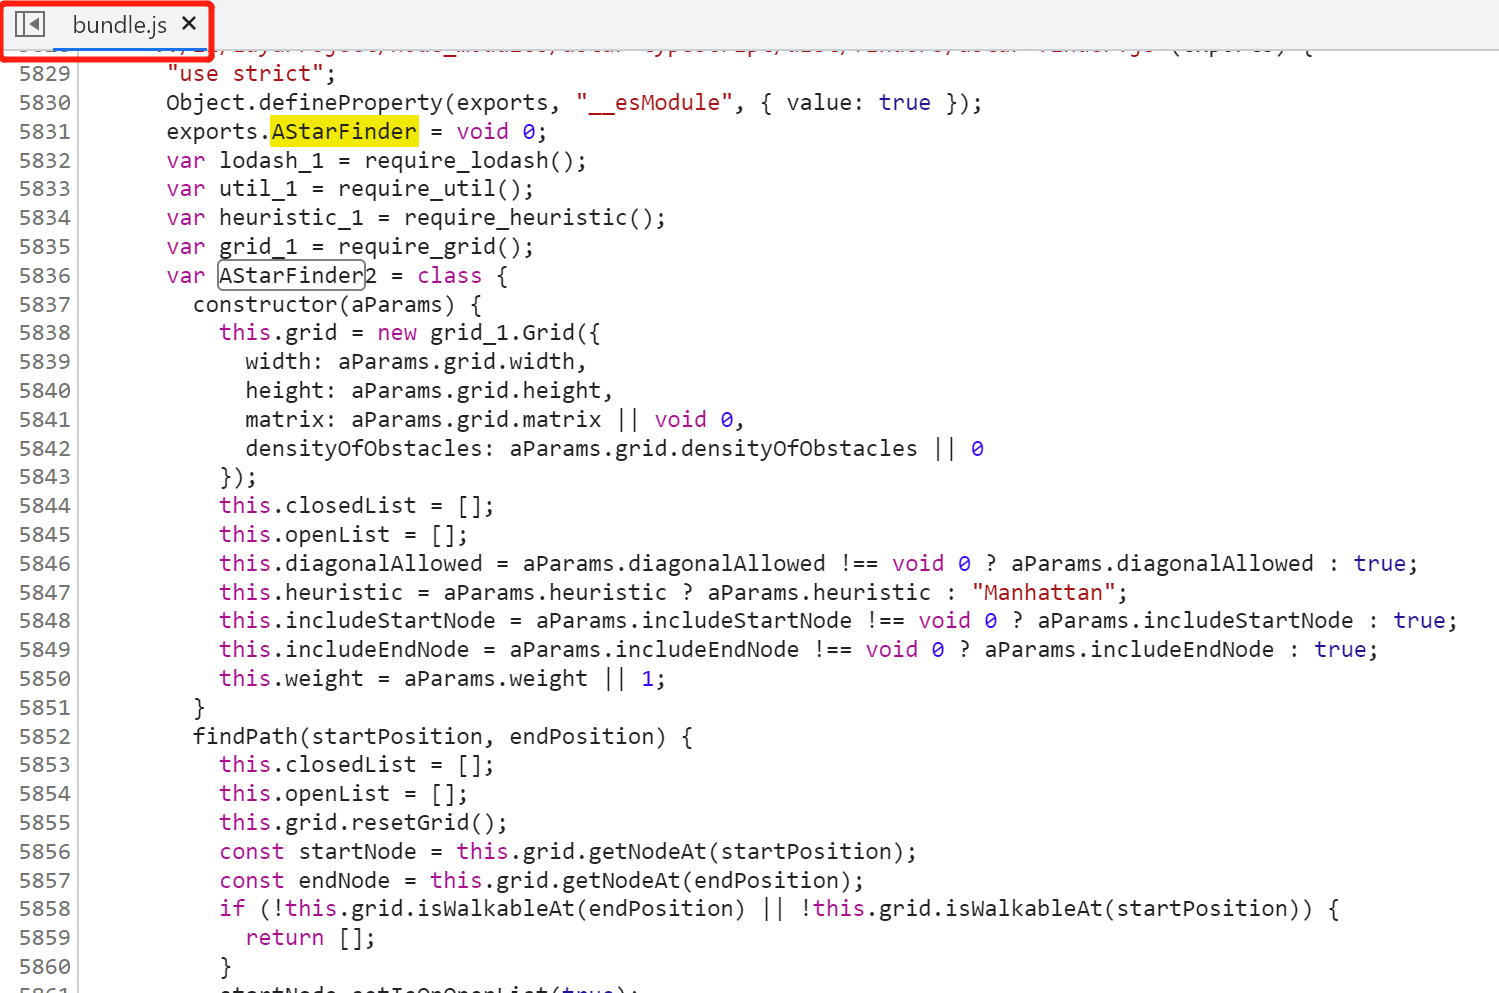 bundle.js ✕
5829 "use strict";
5830 Object.defineProperty(exports, "__esModule", { value: true });
5831 exports.AStarFinder = void 0;
5832 var lodash_1 = require_lodash();
5833 var util_1 = require_util();
5834 var heuristic_1 = require_heuristic();
5835 var grid_1 = require_grid();
5836 var AStarFinder2 = class {
5837 constructor(aParams) {
5838 this.grid = new grid_1.Grid({
5839 width: aParams.grid.width,
5840 height: aParams.grid.height,
5841 matrix: aParams.grid.matrix || void 0,
5842 densityOfObstacles: aParams.grid.densityOfObstacles || 0
5843 });
5844 this.closedList = [];
5845 this.openList = [];
5846 this.diagonalAllowed = aParams.diagonalAllowed !== void 0 ? aParams.diagonalAllowed : true;
5847 this.heuristic = aParams.heuristic ? aParams.heuristic : "Manhattan";
5848 this.includeStartNode = aParams.includeStartNode !== void 0 ? aParams.includeStartNode : true;
5849 this.includeEndNode = aParams.includeEndNode !== void 0 ? aParams.includeEndNode : true;
5850 this.weight = aParams.weight || 1;
5851 }
5852 findPath(startPosition, endPosition) {
5853 this.closedList = [];
5854 this.openList = [];
5855 this.grid.resetGrid();
5856 const startNode = this.grid.getNodeAt(startPosition);
5857 const endNode = this.grid.getNodeAt(endPosition);
5858 if (!this.grid.isWalkableAt(endPosition) || !this.grid.isWalkableAt(startPosition)) {
5859 return [];
5860 }
5861 startNode.setIsOnOpenList(true);